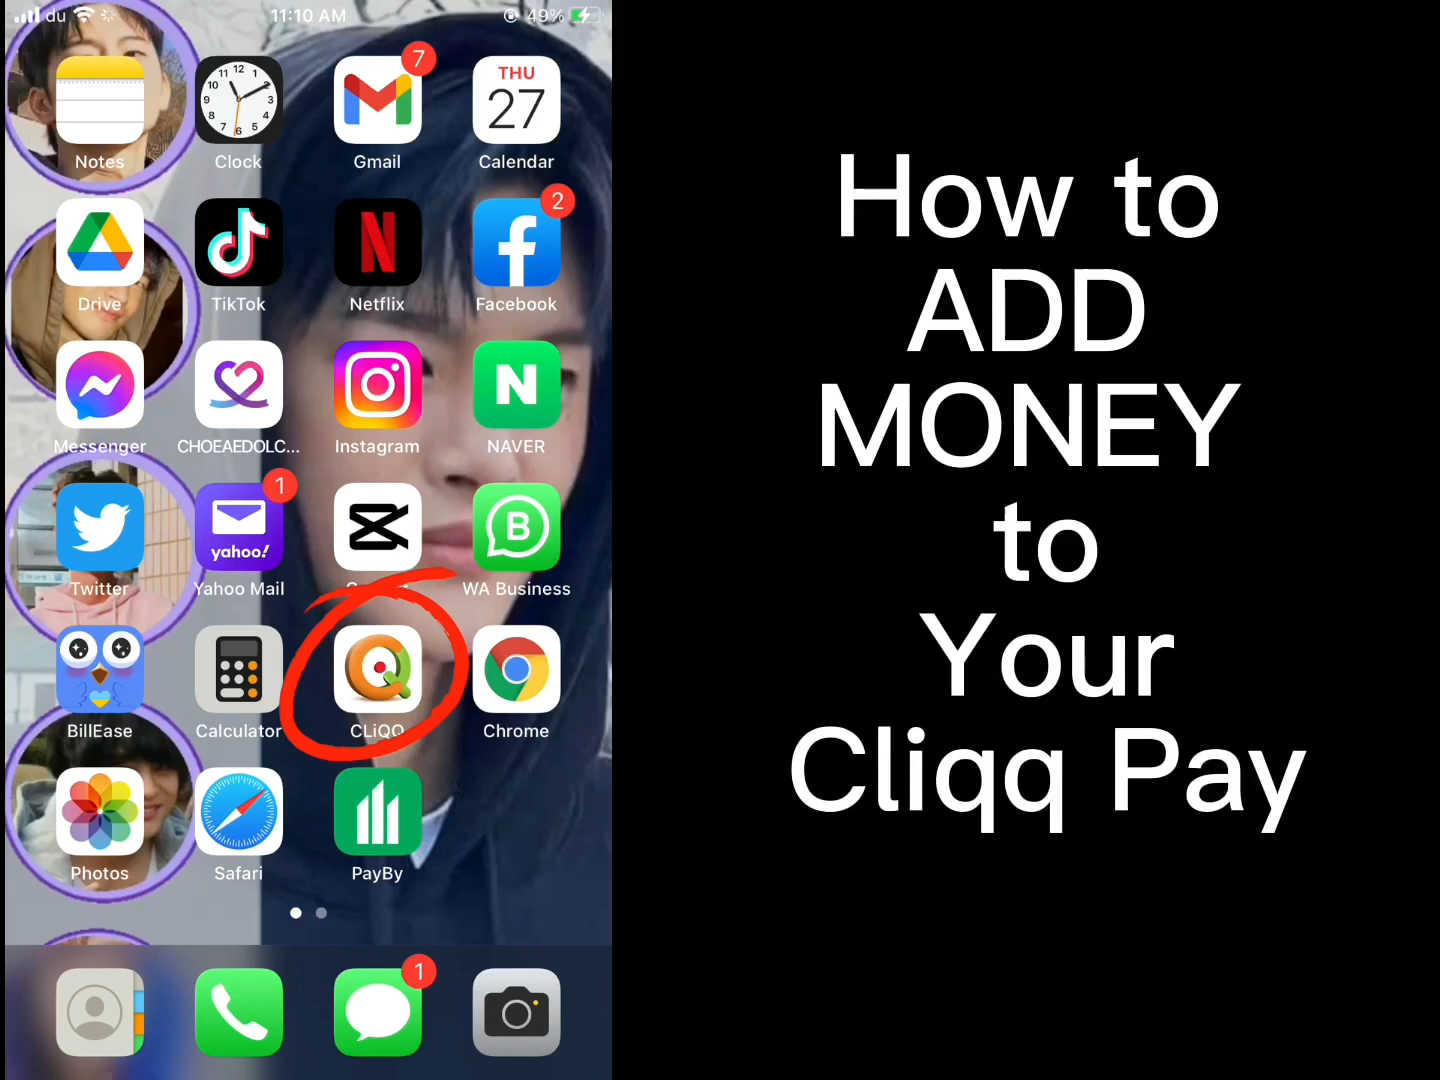 du
11:10 AM
49%
7
THU
27
Notes
Clock
Gmail
Calendar
2
Drive
TikTok
Netflix
Facebook
N
Messenger
CHOEAEDOLC...
Instagram
NAVER
1
yahoo!
B
Twitter
Yahoo Mail
WA Business
BillEase
Calculator
CLiQQ
Chrome
Photos
Safari
PayBy
1
How to
ADD
MONEY
to
Your
Cliqq Pay